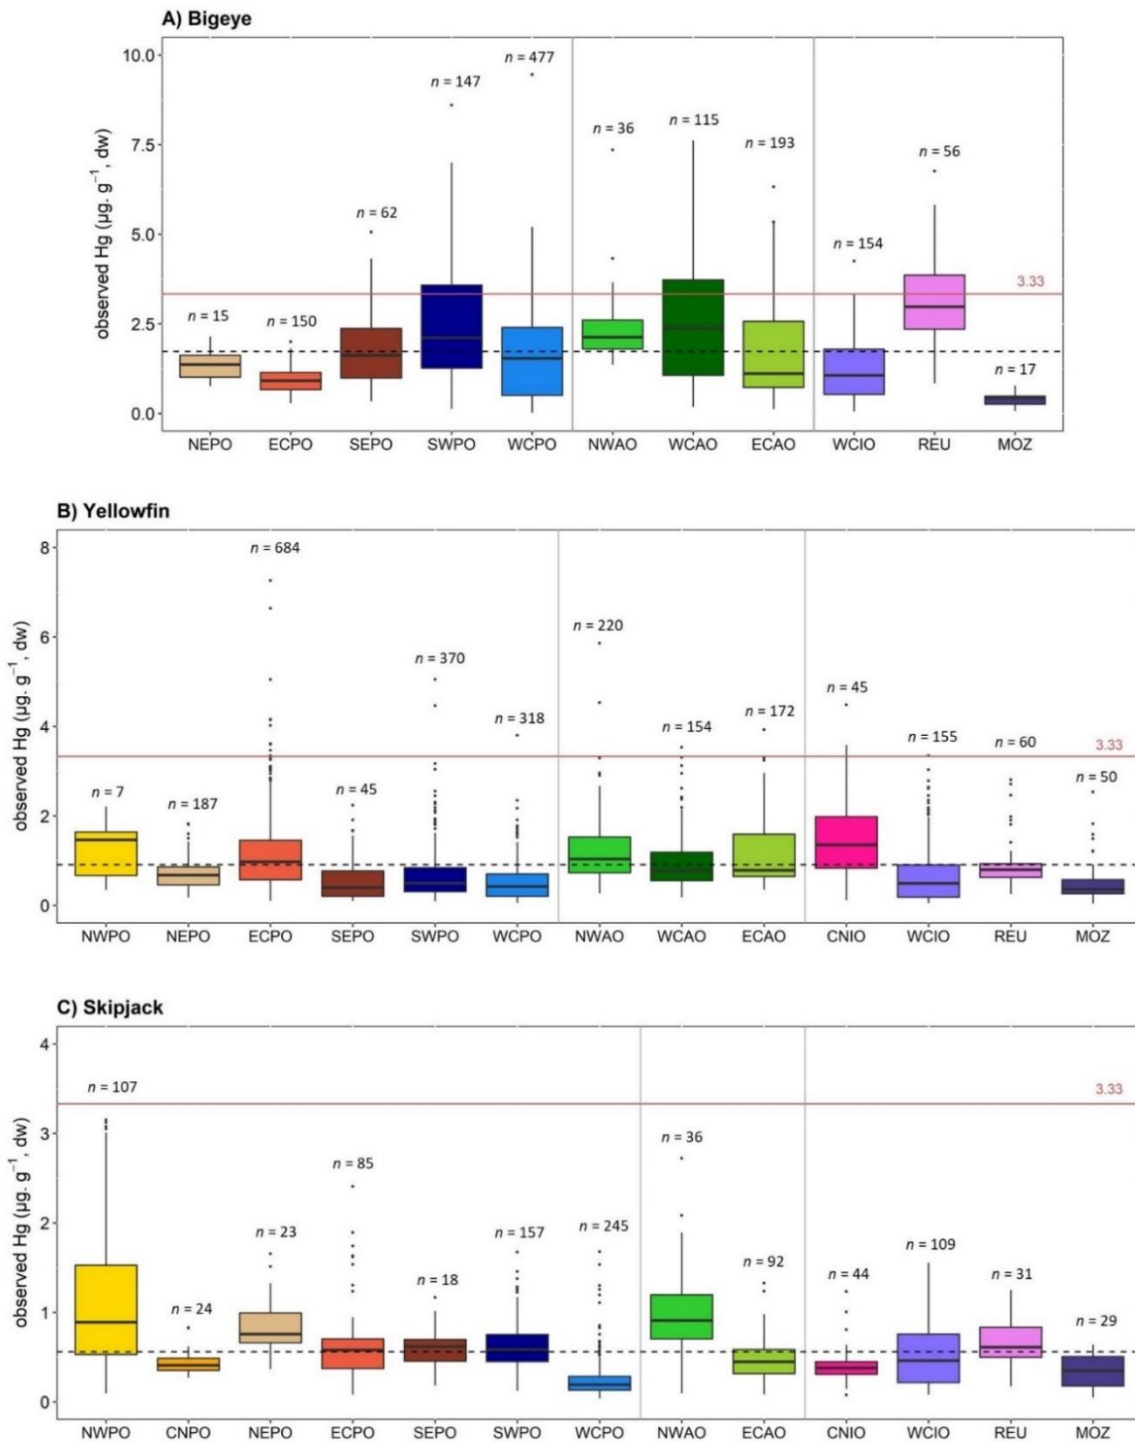 A) Bigeye
observed Hg (µg. g⁻¹, dw)
10.0
7.5
5.0
2.5
0.0
n = 15
n = 150
n = 62
n = 147
n = 477
n = 36
n = 115
n = 193
n = 154
n = 56
n = 17
3.33
NEPO ECPO SEPO SWPO WCPO NWAO WCAO ECAO WCIO REU MOZ
B) Yellowfin
observed Hg (µg. g⁻¹, dw)
8
6
4
2
0
n = 7
n = 187
n = 684
n = 45
n = 370
n = 318
n = 220
n = 154
n = 172
n = 45
n = 155
n = 60
n = 50
3.33
NWPO NEPO ECPO SEPO SWPO WCPO NWAO WCAO ECAO CNIO WCIO REU MOZ
C) Skipjack
observed Hg (µg. g⁻¹, dw)
4
3
2
1
0
n = 107
n = 24
n = 23
n = 85
n = 18
n = 157
n = 245
n = 36
n = 92
n = 44
n = 109
n = 31
n = 29
3.33
NWPO CNPO NEPO ECPO SEPO SWPO WCPO NWAO ECAO CNIO WCIO REU MOZ